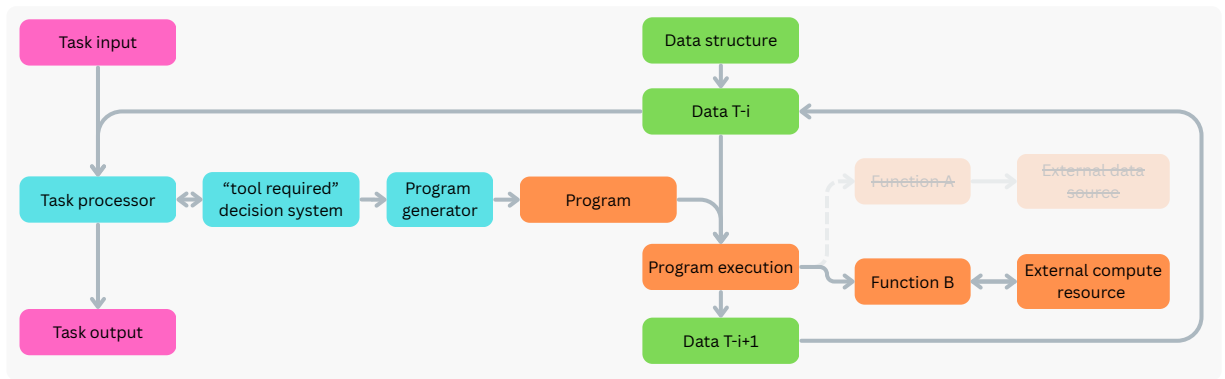 Task input
Data structure
Data T-i
Task processor
“tool required”
decision system
Program
generator
Program
Function A
External data
source
Program execution
Function B
External compute
resource
Task output
Data T-i+1